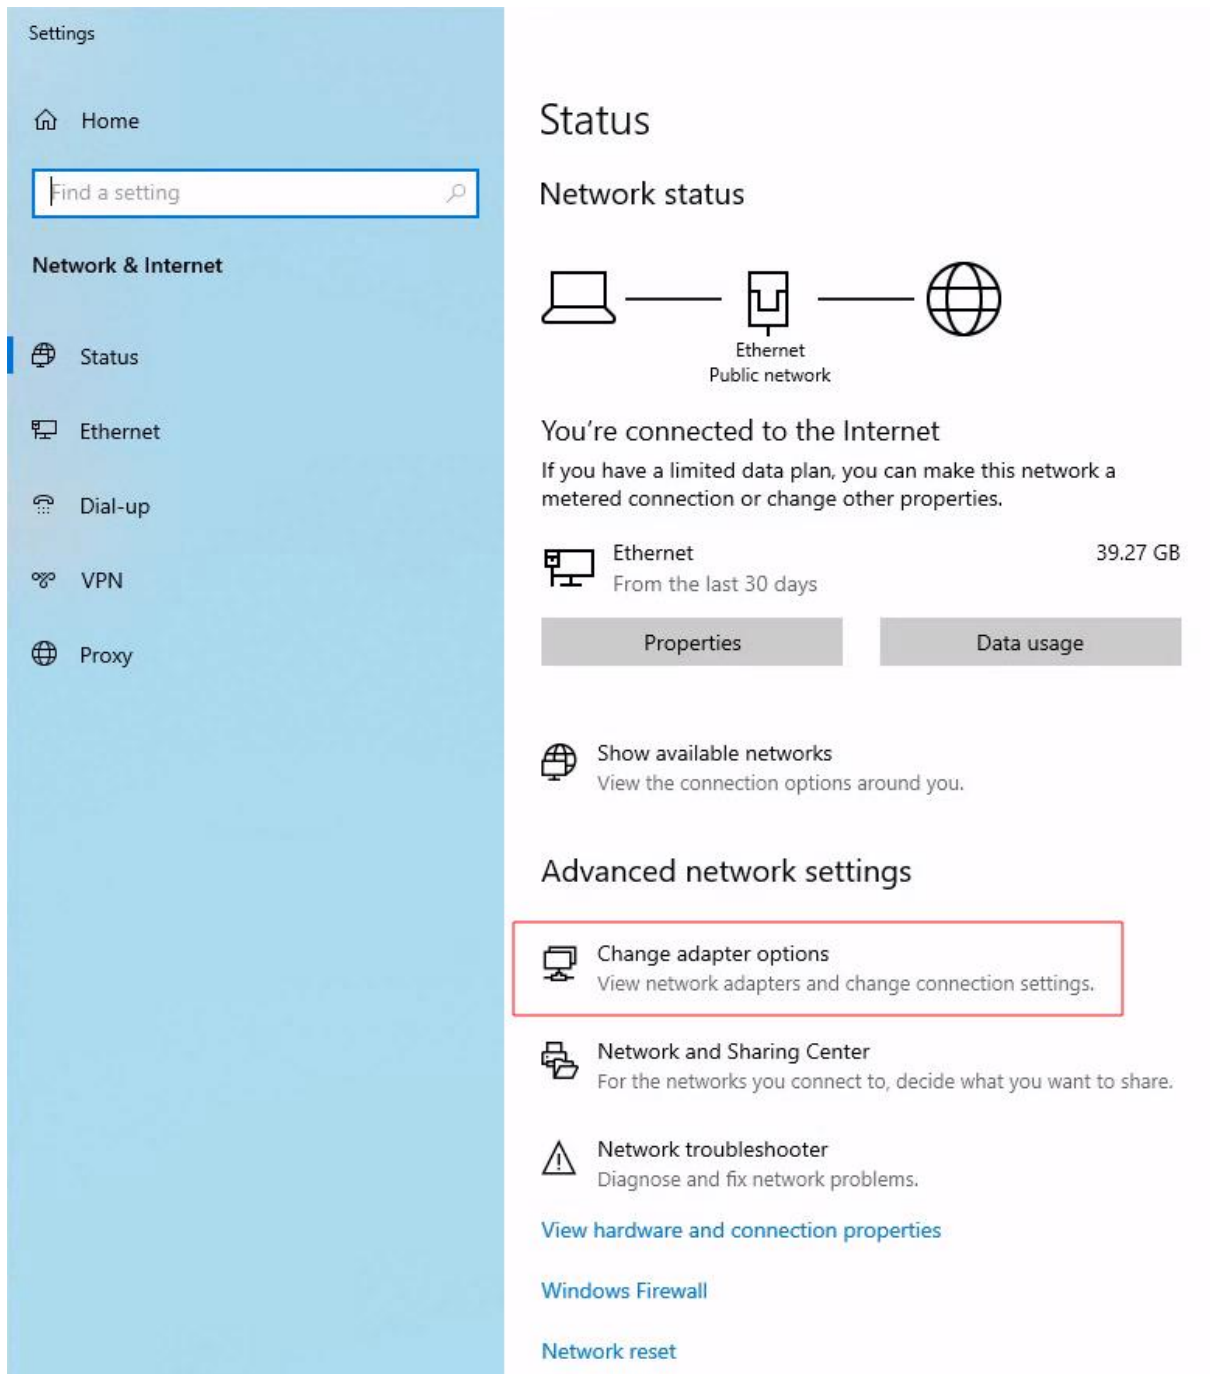 Settings
Home
Find a setting
Network & Internet
Status
Ethernet
Dial-up
VPN
Proxy
Status
Network status
Ethernet
Public network
You're connected to the Internet
If you have a limited data plan, you can make this network a
metered connection or change other properties.
Ethernet
39.27 GB
From the last 30 days
Properties
Data usage
Show available networks
View the connection options around you.
Advanced network settings
Change adapter options
View network adapters and change connection settings.
Network and Sharing Center
For the networks you connect to, decide what you want to share.
Network troubleshooter
Diagnose and fix network problems.
View hardware and connection properties
Windows Firewall
Network reset